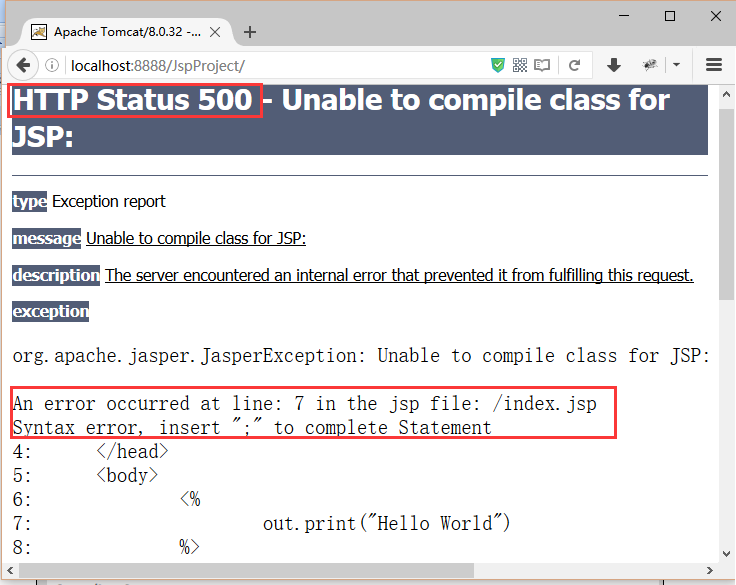 Apache Tomcat/8.0.32 -...
localhost:8888/JspProject/
HTTP Status 500 - Unable to compile class for
JSP:
type Exception report
message Unable to compile class for JSP:
description The server encountered an internal error that prevented it from fulfilling this request.
exception
org.apache.jasper.JasperException: Unable to compile class for JSP:
An error occurred at line: 7 in the jsp file: /index.jsp
Syntax error, insert ";" to complete Statement
4: </head>
5: <body>
6: <%
7: out.print("Hello World")
8: %>